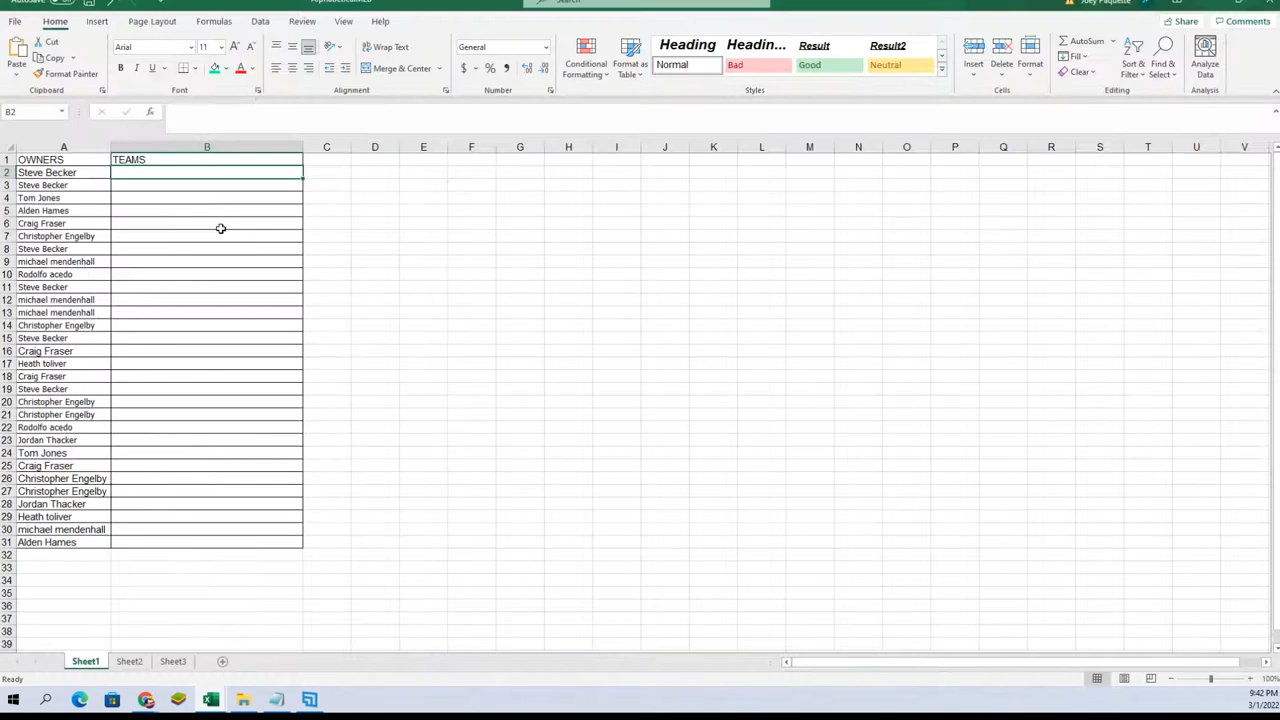 File Home Insert Page Layout Formulas Data Review View Help Share Comments
Cut
Copy
Format Painter
Paste
Arial 11
B I U
Wrap Text
Merge & Center
General
$ % ,
Conditional Formatting
Format as Table
Heading Headin... Result Result2
Normal Bad Good Neutral
Insert Delete Format
AutoSum
Fill
Clear
Sort & Filter
Find & Select
Analyze Data
Clipboard Font Alignment Number Styles Cells Editing Analysis
B2 fx
A B C D E F G H I J K L M N O P Q R S T U V
1 OWNERS TEAMS
2 Steve Becker
3 Steve Becker
4 Tom Jones
5 Alden Hames
6 Craig Fraser
7 Christopher Engelby
8 Steve Becker
9 michael mendenhall
10 Rodolfo acedo
11 Steve Becker
12 michael mendenhall
13 michael mendenhall
14 Christopher Engelby
15 Steve Becker
16 Craig Fraser
17 Heath toliver
18 Craig Fraser
19 Steve Becker
20 Christopher Engelby
21 Christopher Engelby
22 Rodolfo acedo
23 Jordan Thacker
24 Tom Jones
25 Craig Fraser
26 Christopher Engelby
27 Christopher Engelby
28 Jordan Thacker
29 Heath toliver
30 michael mendenhall
31 Alden Hames
32
33
34
35
36
37
38
39
Sheet1 Sheet2 Sheet3
Ready
100%
9:42 PM
3/1/2022